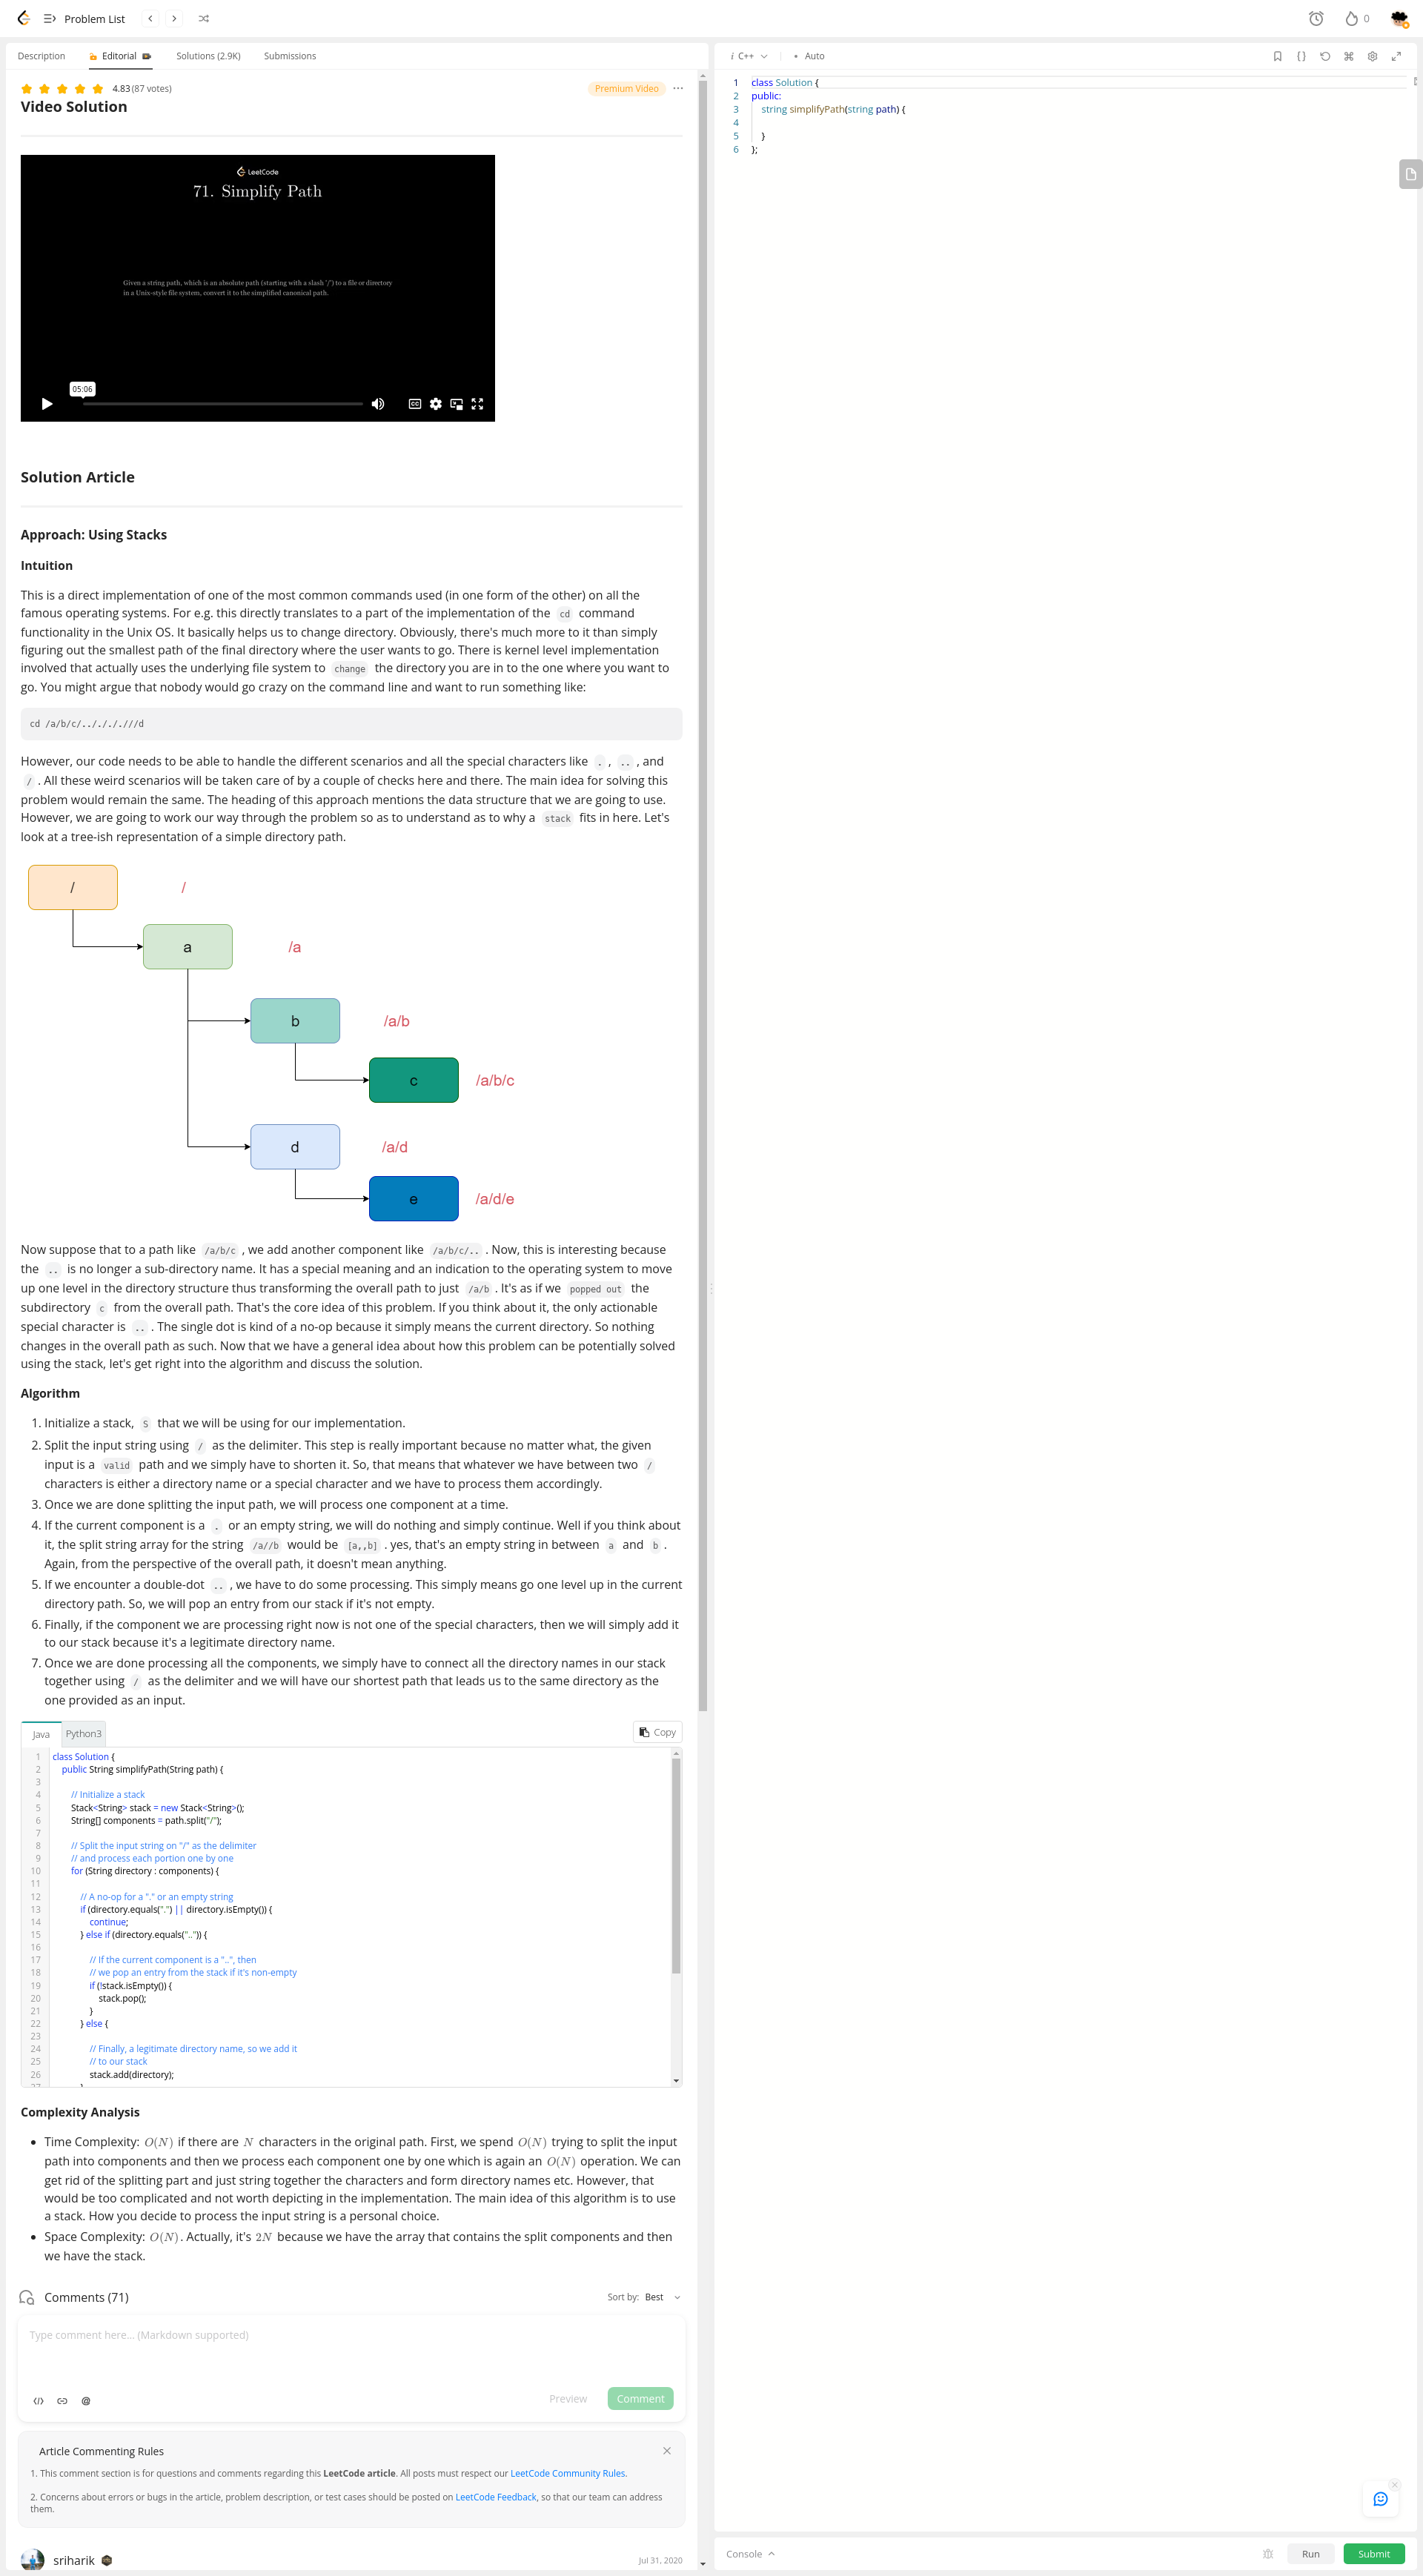 Problem List
0
Description
Editorial
Solutions (2.9K)
Submissions
4.83 (87 votes)
Premium Video
Video Solution
LeetCode
71. Simplify Path
Given a string path, which is an absolute path (starting with a slash '/') to a file or directory
in a Unix-style file system, convert it to the simplified canonical path.
05:06
CC
Solution Article
Approach: Using Stacks
Intuition
This is a direct implementation of one of the most common commands used (in one form of the other) on all the
famous operating systems. For e.g. this directly translates to a part of the implementation of the cd command
functionality in the Unix OS. It basically helps us to change directory. Obviously, there's much more to it than simply
figuring out the smallest path of the final directory where the user wants to go. There is kernel level implementation
involved that actually uses the underlying file system to change the directory you are in to the one where you want to
go. You might argue that nobody would go crazy on the command line and want to run something like:
cd /a/b/c/../././///d
However, our code needs to be able to handle the different scenarios and all the special characters like . , .. , and
/ . All these weird scenarios will be taken care of by a couple of checks here and there. The main idea for solving this
problem would remain the same. The heading of this approach mentions the data structure that we are going to use.
However, we are going to work our way through the problem so as to understand as to why a stack fits in here. Let's
look at a tree-ish representation of a simple directory path.
/ /
a /a
b /a/b
c /a/b/c
d /a/d
e /a/d/e
Now suppose that to a path like /a/b/c , we add another component like /a/b/c/.. . Now, this is interesting because
the .. is no longer a sub-directory name. It has a special meaning and an indication to the operating system to move
up one level in the directory structure thus transforming the overall path to just /a/b . It's as if we popped out the
subdirectory c from the overall path. That's the core idea of this problem. If you think about it, the only actionable
special character is .. . The single dot is kind of a no-op because it simply means the current directory. So nothing
changes in the overall path as such. Now that we have a general idea about how this problem can be potentially solved
using the stack, let's get right into the algorithm and discuss the solution.
Algorithm
1. Initialize a stack, S that we will be using for our implementation.
2. Split the input string using / as the delimiter. This step is really important because no matter what, the given
input is a valid path and we simply have to shorten it. So, that means that whatever we have between two /
characters is either a directory name or a special character and we have to process them accordingly.
3. Once we are done splitting the input path, we will process one component at a time.
4. If the current component is a . or an empty string, we will do nothing and simply continue. Well if you think about
it, the split string array for the string /a//b would be [a,,b] . yes, that's an empty string in between a and b .
Again, from the perspective of the overall path, it doesn't mean anything.
5. If we encounter a double-dot .. , we have to do some processing. This simply means go one level up in the current
directory path. So, we will pop an entry from our stack if it's not empty.
6. Finally, if the component we are processing right now is not one of the special characters, then we will simply add it
to our stack because it's a legitimate directory name.
7. Once we are done processing all the components, we simply have to connect all the directory names in our stack
together using / as the delimiter and we will have our shortest path that leads us to the same directory as the
one provided as an input.
Java
Python3
Copy
1 class Solution {
2 public String simplifyPath(String path) {
3
4 // Initialize a stack
5 Stack<String> stack = new Stack<String>();
6 String[] components = path.split("/");
7
8 // Split the input string on "/" as the delimiter
9 // and process each portion one by one
10 for (String directory : components) {
11
12 // A no-op for a "." or an empty string
13 if (directory.equals(".") || directory.isEmpty()) {
14 continue;
15 } else if (directory.equals("..")) {
16
17 // If the current component is a "..", then
18 // we pop an entry from the stack if it's non-empty
19 if (!stack.isEmpty()) {
20 stack.pop();
21 }
22 } else {
23
24 // Finally, a legitimate directory name, so we add it
25 // to our stack
26 stack.add(directory);
27 }
Complexity Analysis
• Time Complexity: O(N) if there are N characters in the original path. First, we spend O(N) trying to split the input
path into components and then we process each component one by one which is again an O(N) operation. We can
get rid of the splitting part and just string together the characters and form directory names etc. However, that
would be too complicated and not worth depicting in the implementation. The main idea of this algorithm is to use
a stack. How you decide to process the input string is a personal choice.
• Space Complexity: O(N). Actually, it's 2N because we have the array that contains the split components and then
we have the stack.
Comments (71)
Sort by: Best
Type comment here... (Markdown supported)
Preview
Comment
Article Commenting Rules
1. This comment section is for questions and comments regarding this LeetCode article. All posts must respect our LeetCode Community Rules.
2. Concerns about errors or bugs in the article, problem description, or test cases should be posted on LeetCode Feedback, so that our team can address
them.
sriharik
Jul 31, 2020
i C++
• Auto
1 class Solution {
2 public:
3 string simplifyPath(string path) {
4
5 }
6 };
Console
Run
Submit